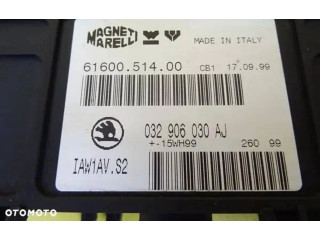 MAGNETI
MARELLI
MADE IN ITALY
61600.514.00 CB1 17.09.99
032 906 030 AJ
+-15WH99 260 99
IAW1AV.S2
OTOMOTO
OTOMOTO